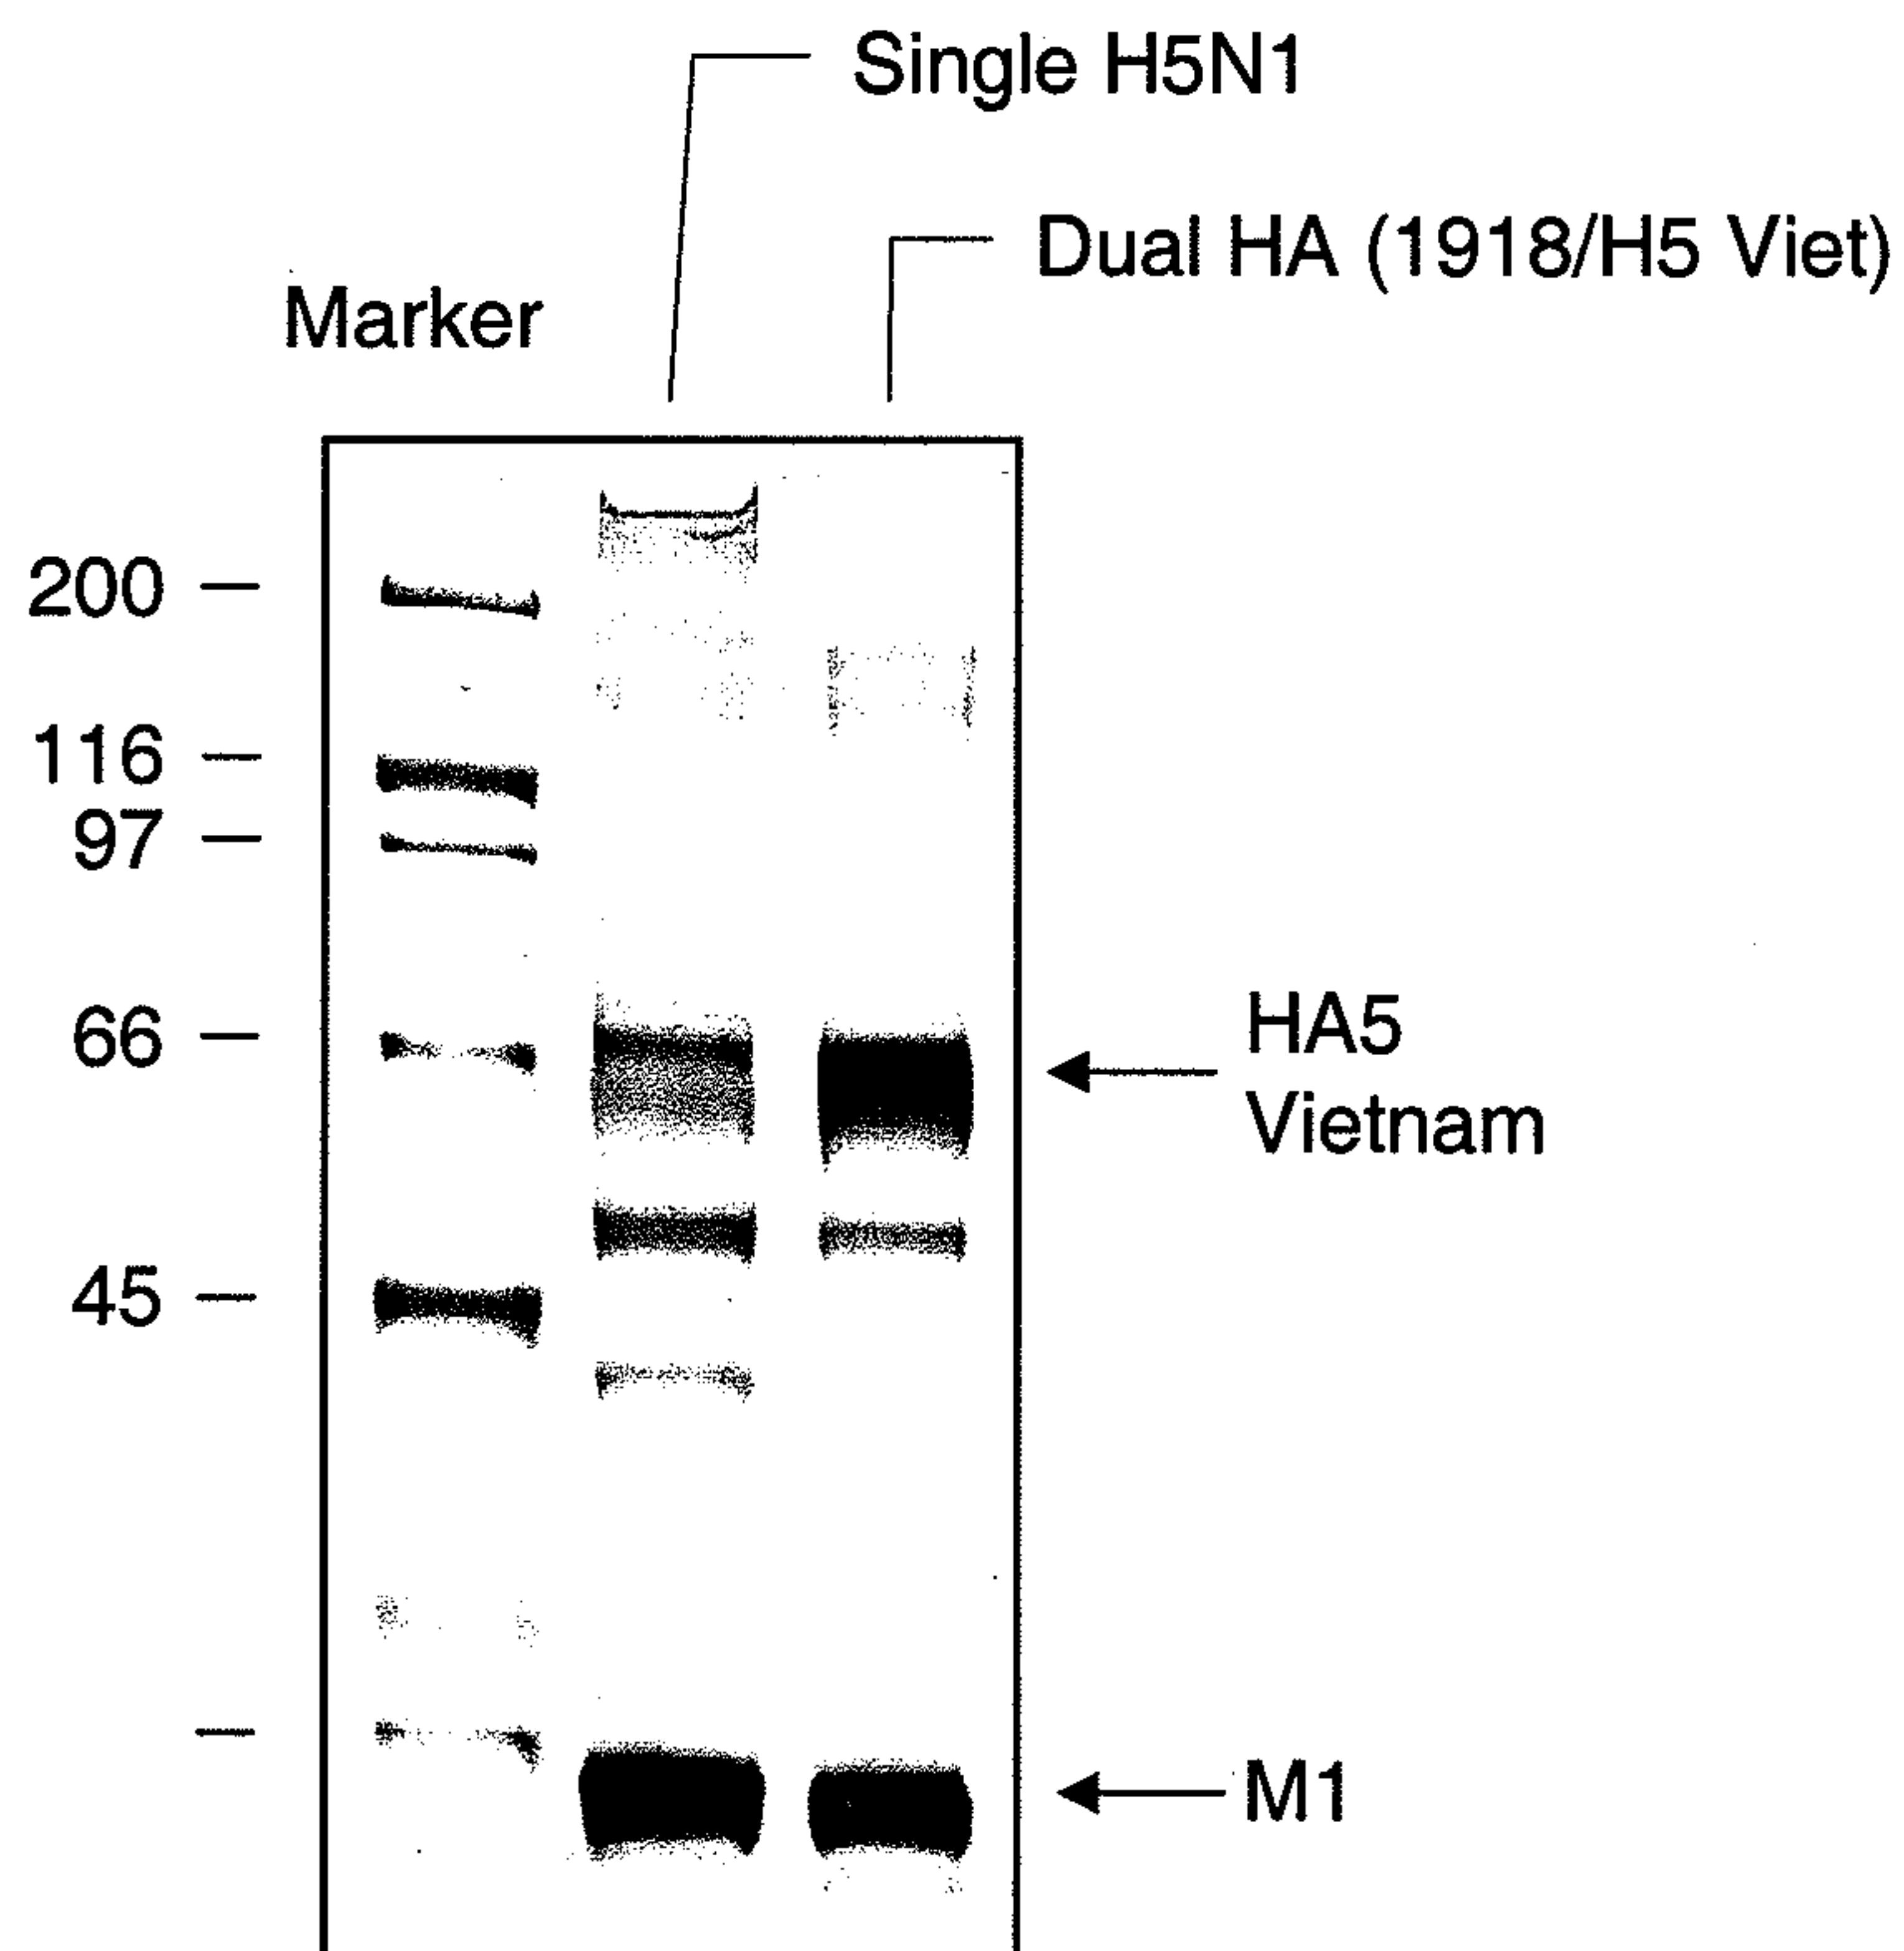 Single H5N1
Dual HA (1918/H5 Viet)
Marker
200
116
97
66
HA5
Vietnam
45
M1